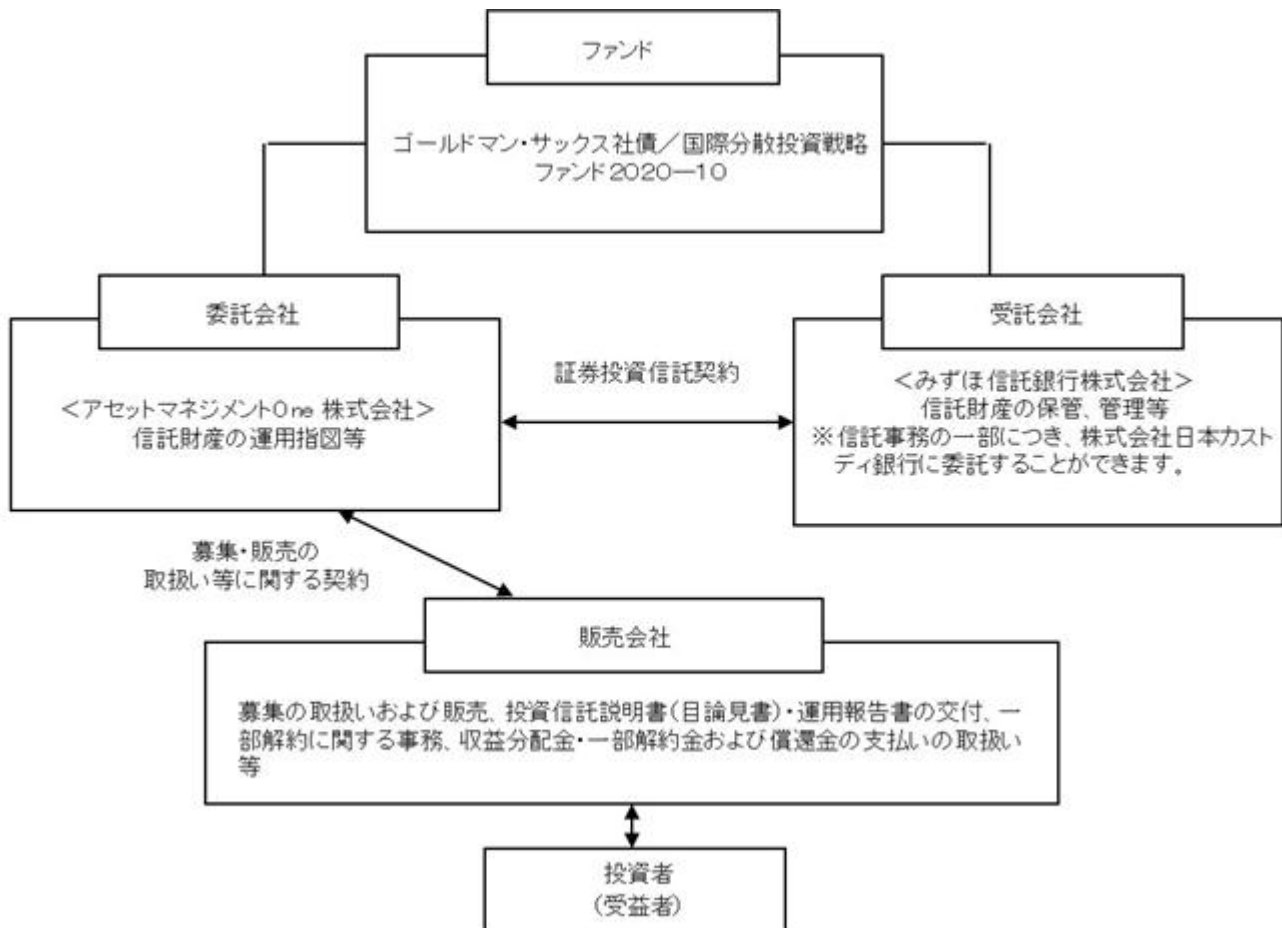 ファンド
ゴールドマン・サックス社債／国際分散投資戦略
ファンド2020―10
委託会社
＜アセットマネジメントOne 株式会社＞
信託財産の運用指図等
証券投資信託契約
受託会社
＜みずほ信託銀行株式会社＞
信託財産の保管、管理等
※信託事務の一部につき、株式会社日本カスト
ディ銀行に委託することができます。
募集・販売の
取扱い等に関する契約
販売会社
募集の取扱いおよび販売、投資信託説明書（目論見書）・運用報告書の交付、一
部解約に関する事務、収益分配金・一部解約金および償還金の支払いの取扱い
等
投資者
（受益者）